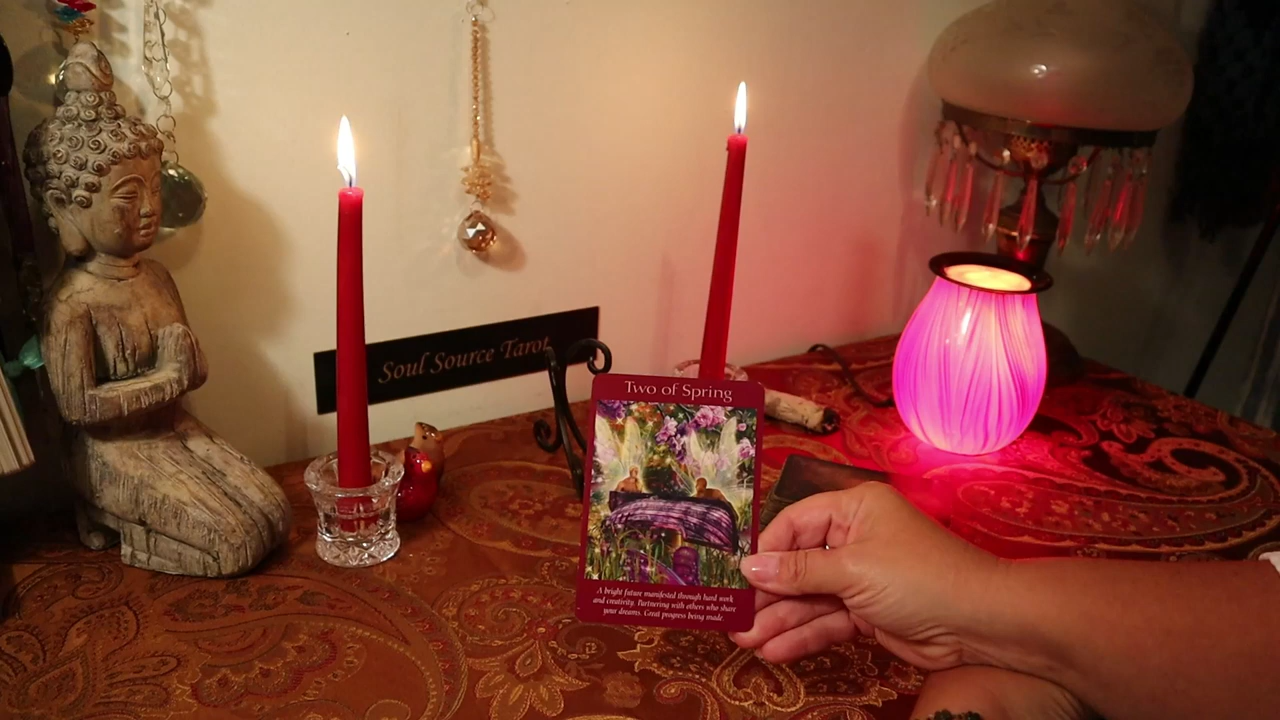 Soul Source Tarot
Two of Spring
A bright future manifested through hard work
and creativity. Partnering with others who share
your dreams. Great progress being made.